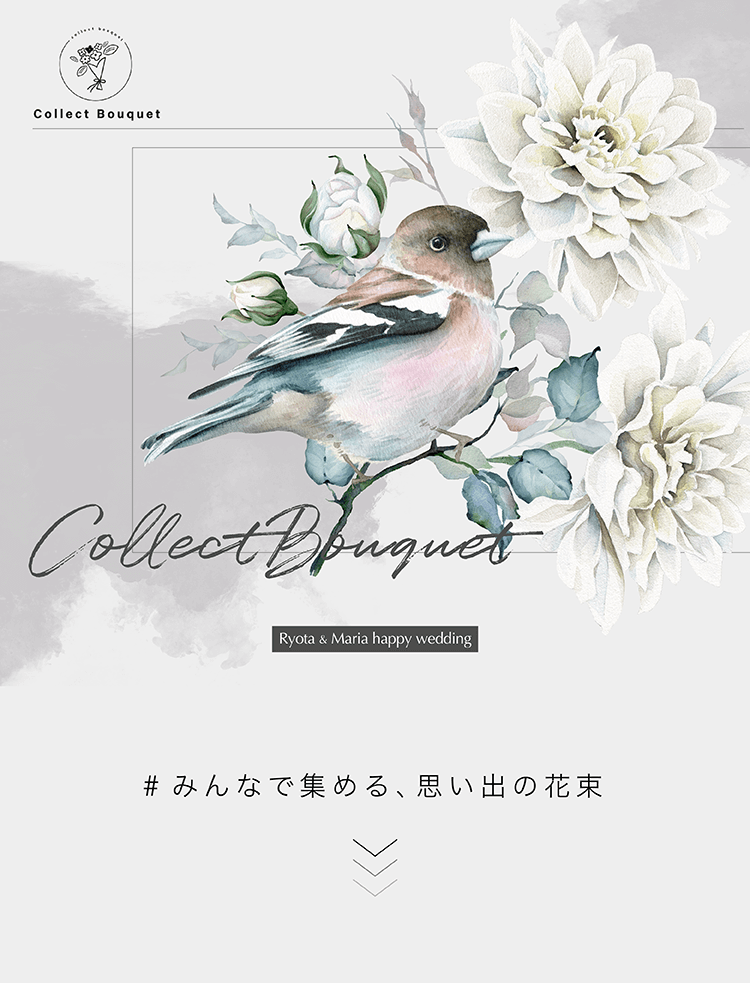 collect bouquet
Collect Bouquet
Collect Bouquet
Ryota & Maria happy wedding
#みんなで集める、思い出の花束